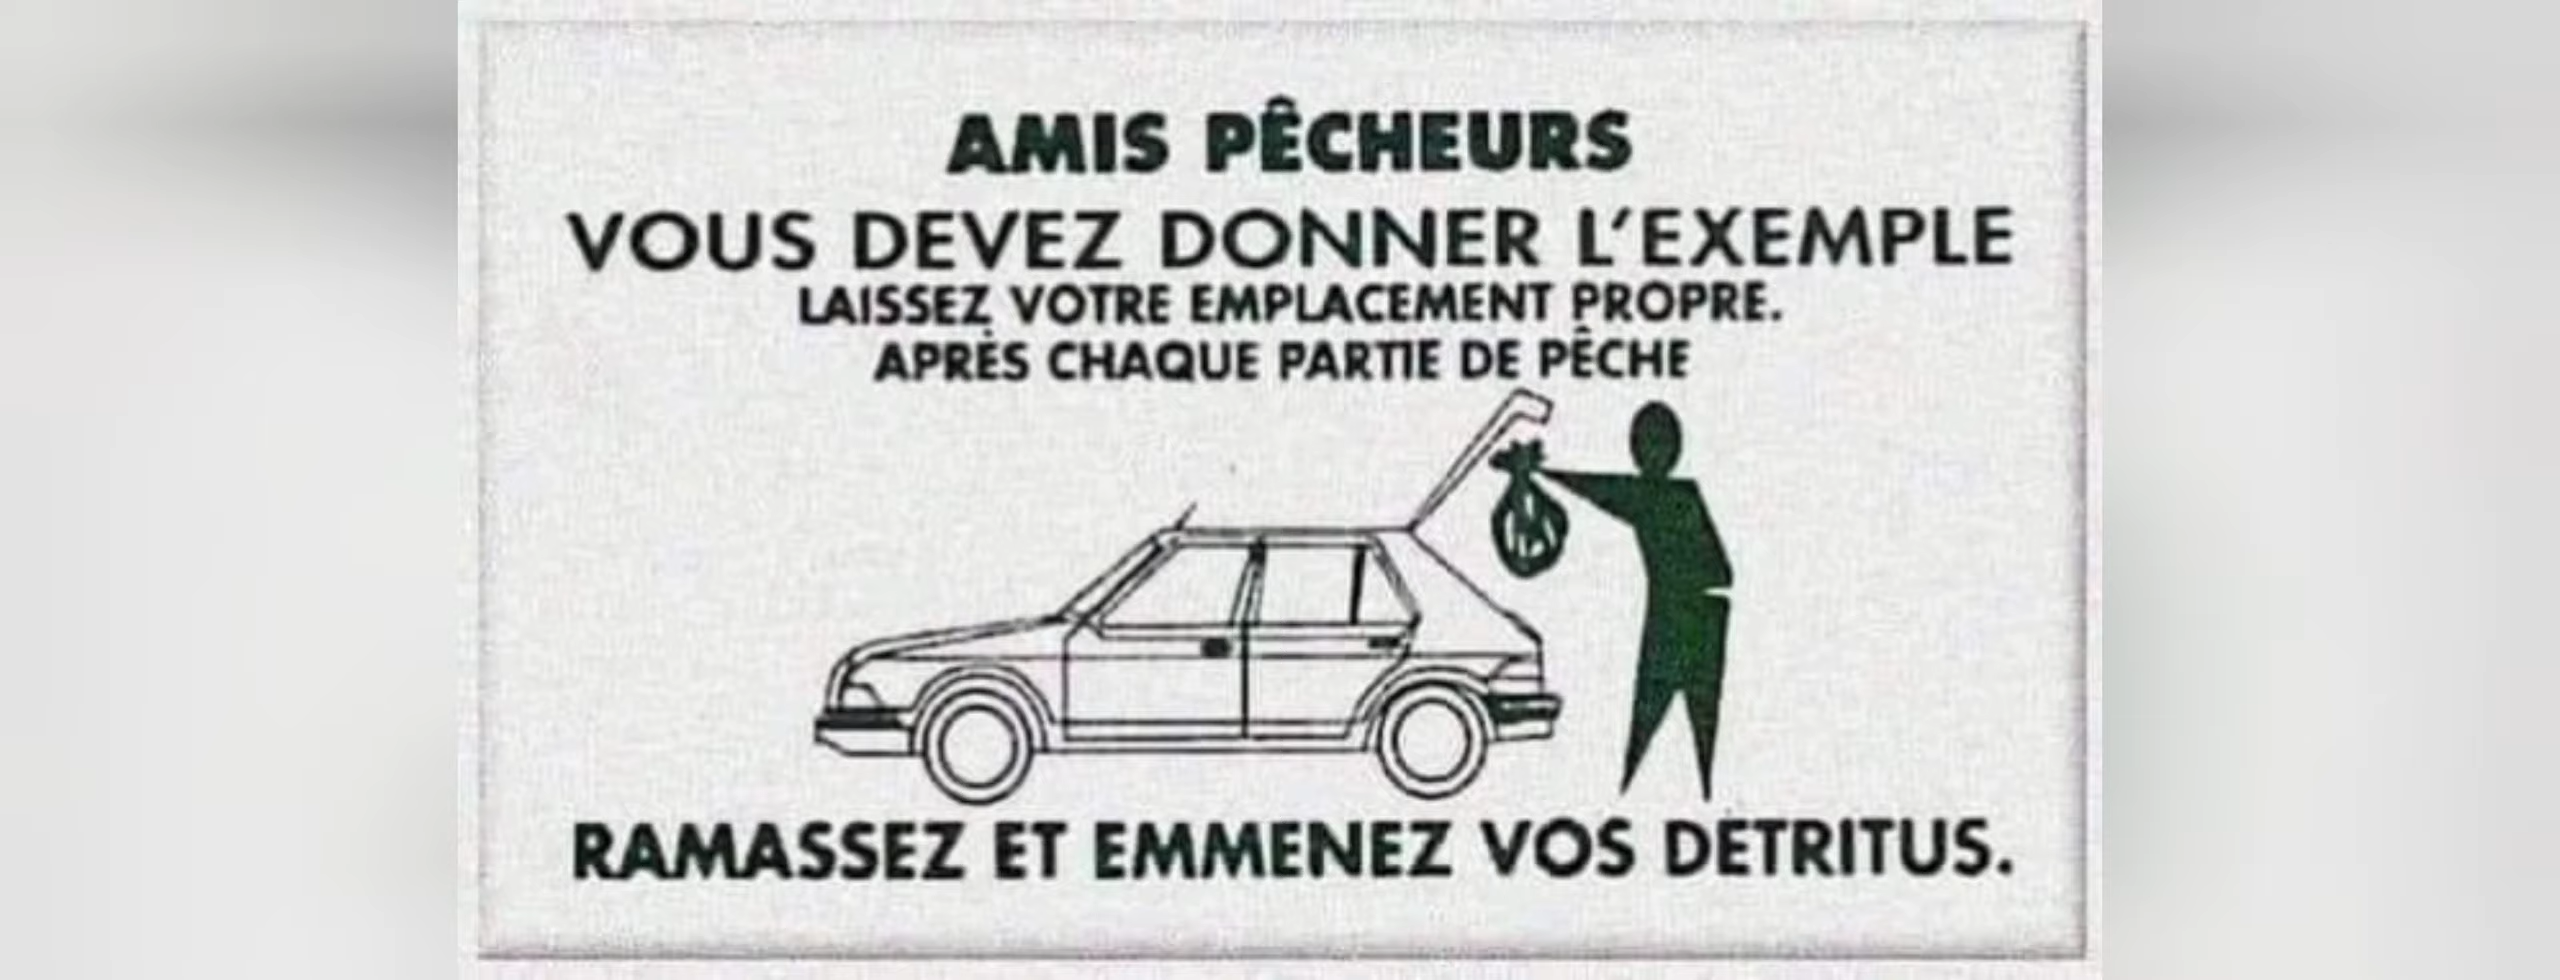 AMIS PÊCHEURS
VOUS DEVEZ DONNER L'EXEMPLE
LAISSEZ VOTRE EMPLACEMENT PROPRE.
APRÈS CHAQUE PARTIE DE PÊCHE
RAMASSEZ ET EMMENEZ VOS DÉTRITUS.